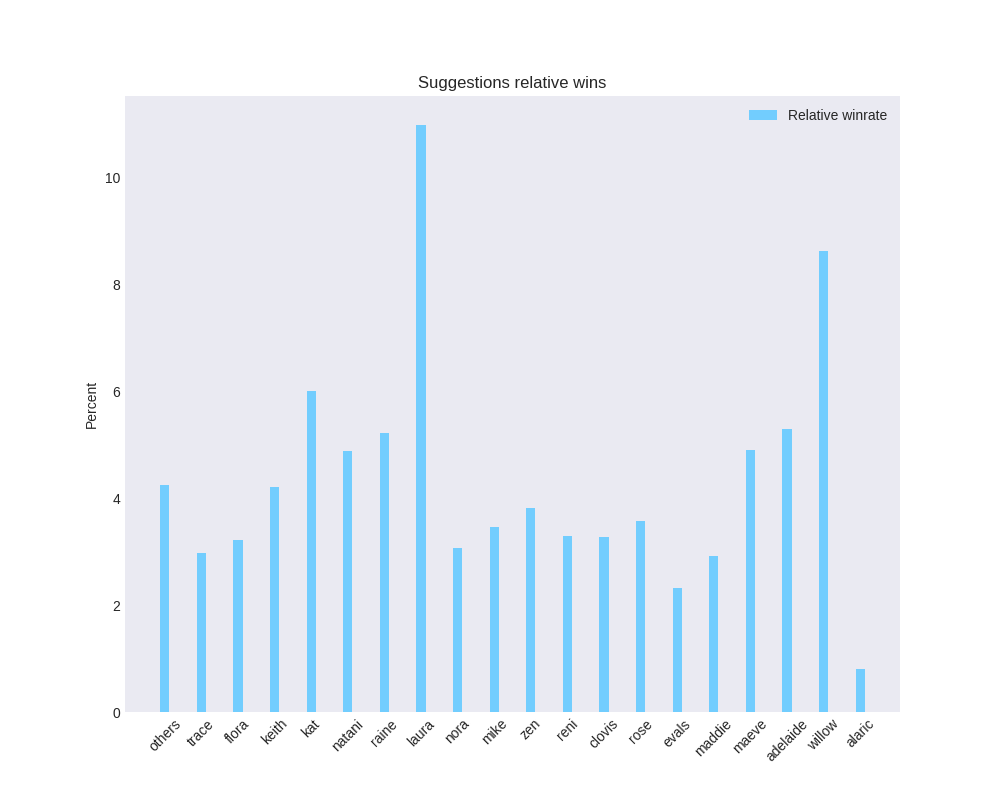 Suggestions relative wins
Relative winrate
Percent
10
8
6
4
2
0
others
trace
flora
keith
kat
natani
raine
laura
nora
mike
zen
reni
clovis
rose
evals
maddie
maeve
adelaide
willow
alaric